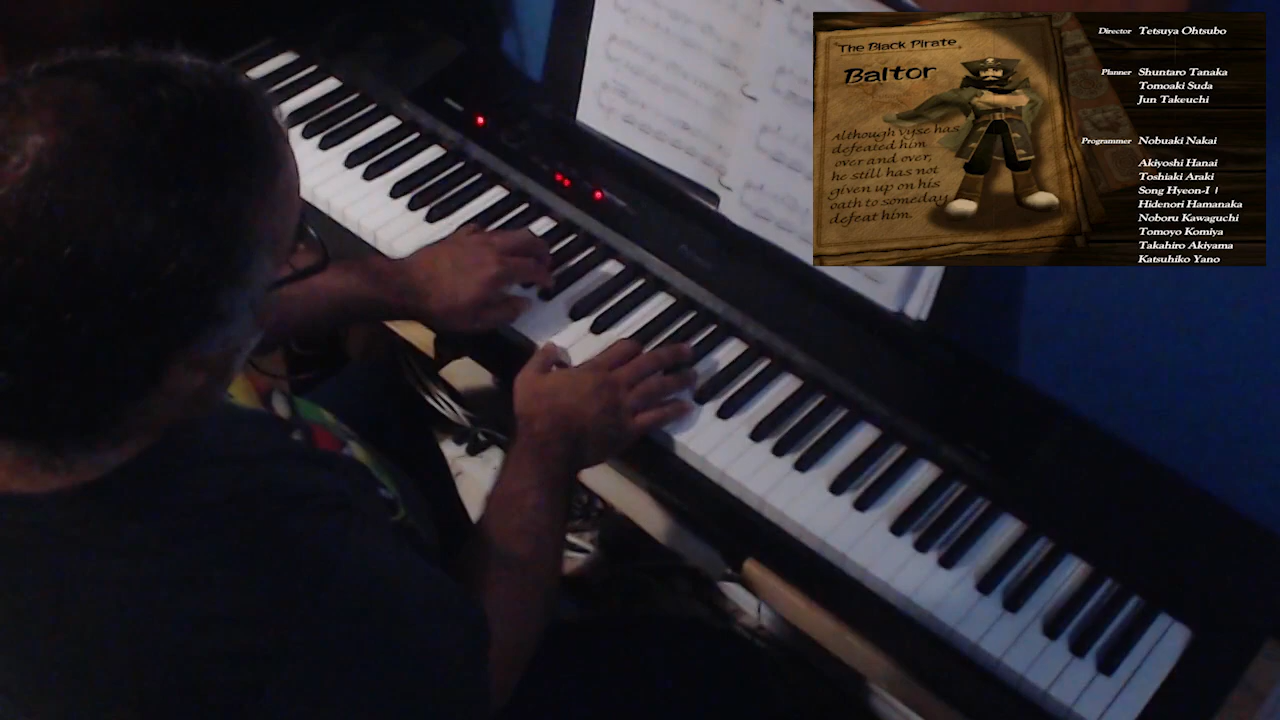 The Black Pirate
Baltor
Although Vyse has
defeated him
over and over,
he still has not
given up on his
oath to someday
defeat him.
Director Tetsuya Ohtsubo
Planner Shuntaro Tanaka
Tomoaki Suda
Jun Takeuchi
Programmer Nobuaki Nakai
Akiyoshi Hanai
Toshiaki Araki
Song Hyeon-I
Hidenori Hamanaka
Noboru Kawaguchi
Tomoyo Komiya
Takahiro Akiyama
Katsuhiko Yano